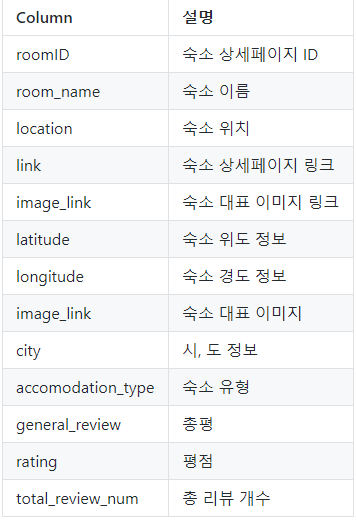 Column 설명
roomID 숙소 상세페이지 ID
room_name 숙소 이름
location 숙소 위치
link 숙소 상세페이지 링크
image_link 숙소 대표 이미지 링크
latitude 숙소 위도 정보
longitude 숙소 경도 정보
image_link 숙소 대표 이미지
city 시, 도 정보
accomodation_type 숙소 유형
general_review 총평
rating 평점
total_review_num 총 리뷰 개수